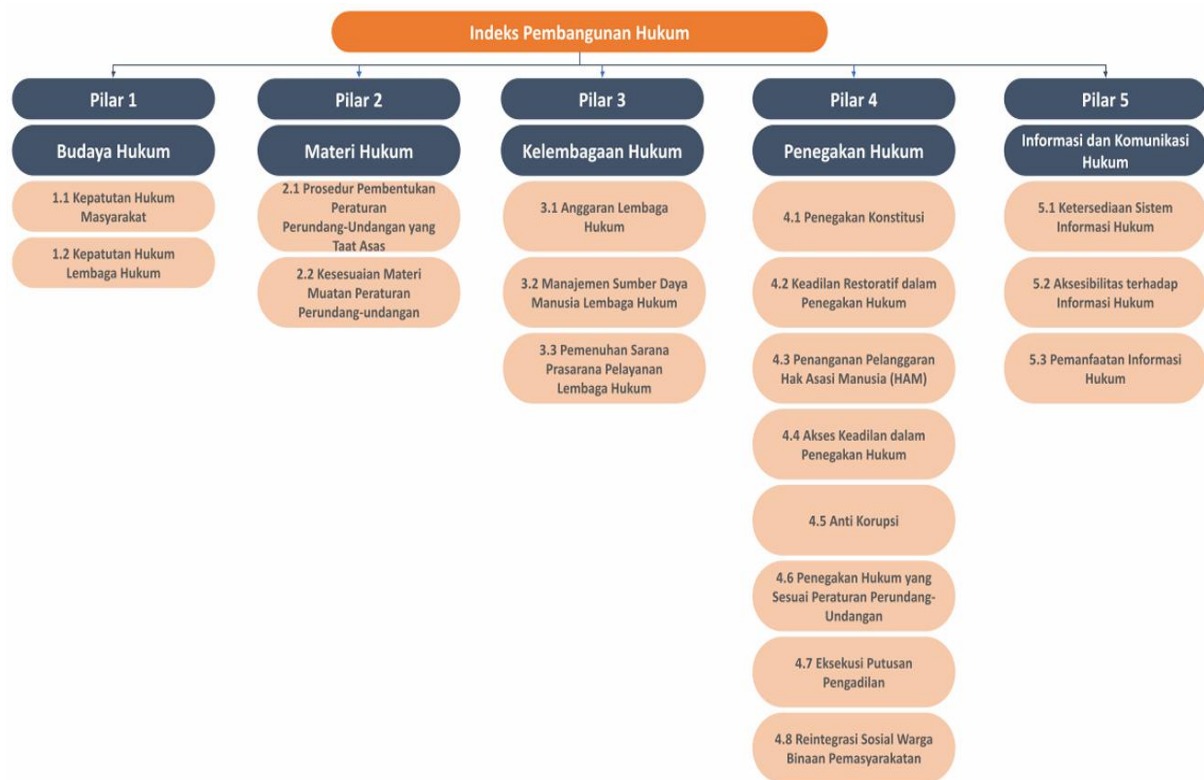 Indeks Pembangunan Hukum
Pilar 1
Budaya Hukum
1.1 Kepatutan Hukum
Masyarakat
1.2 Kepatutan Hukum
Lembaga Hukum
Pilar 2
Materi Hukum
2.1 Prosedur Pembentukan
Peraturan
Perundang-Undangan yang
Taat Asas
2.2 Kesesuaian Materi
Muatan Peraturan
Perundang-undangan
Pilar 3
Kelembagaan Hukum
3.1 Anggaran Lembaga
Hukum
3.2 Manajemen Sumber Daya
Manusia Lembaga Hukum
3.3 Pemenuhan Sarana
Prasarana Pelayanan
Lembaga Hukum
Pilar 4
Penegakan Hukum
4.1 Penegakan Konstitusi
4.2 Keadilan Restoratif dalam
Penegakan Hukum
4.3 Penanganan Pelanggaran
Hak Asasi Manusia (HAM)
4.4 Akses Keadilan dalam
Penegakan Hukum
4.5 Anti Korupsi
4.6 Penegakan Hukum yang
Sesuai Peraturan Perundang-
Undangan
4.7 Eksekusi Putusan
Pengadilan
4.8 Reintegrasi Sosial Warga
Binaan Pemasyarakatan
Pilar 5
Informasi dan Komunikasi
Hukum
5.1 Ketersediaan Sistem
Informasi Hukum
5.2 Aksesibilitas terhadap
Informasi Hukum
5.3 Pemanfaatan Informasi
Hukum